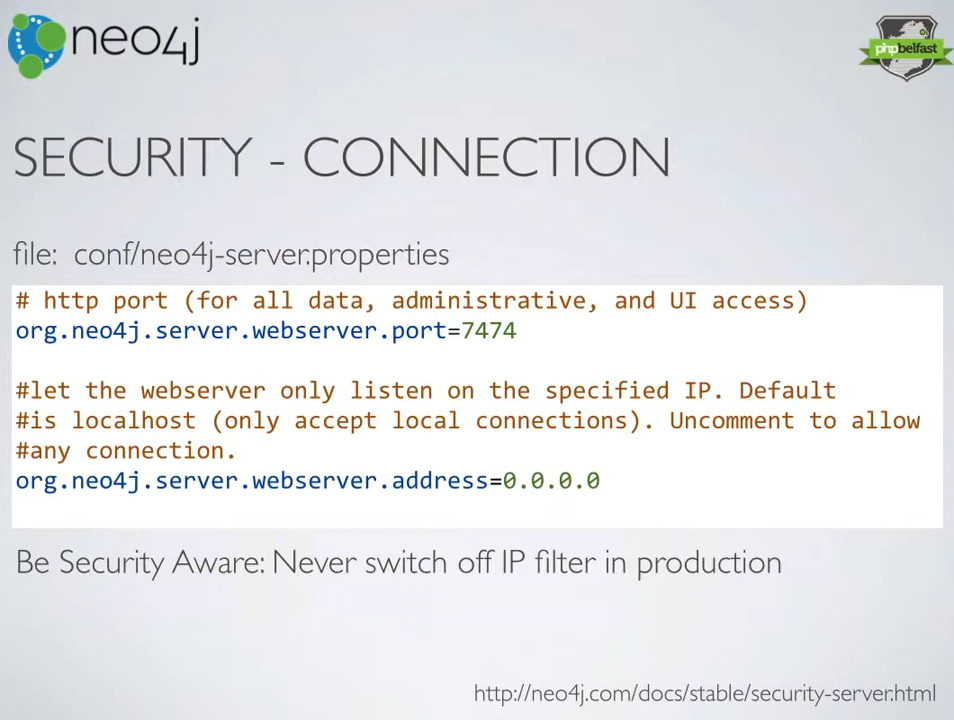 neo4j
phpbelfast
SECURITY - CONNECTION
file: conf/neo4j-server.properties
# http port (for all data, administrative, and UI access)
org.neo4j.server.webserver.port=7474
#let the webserver only listen on the specified IP. Default
#is localhost (only accept local connections). Uncomment to allow
#any connection.
org.neo4j.server.webserver.address=0.0.0.0
Be Security Aware: Never switch off IP filter in production
http://neo4j.com/docs/stable/security-server.html